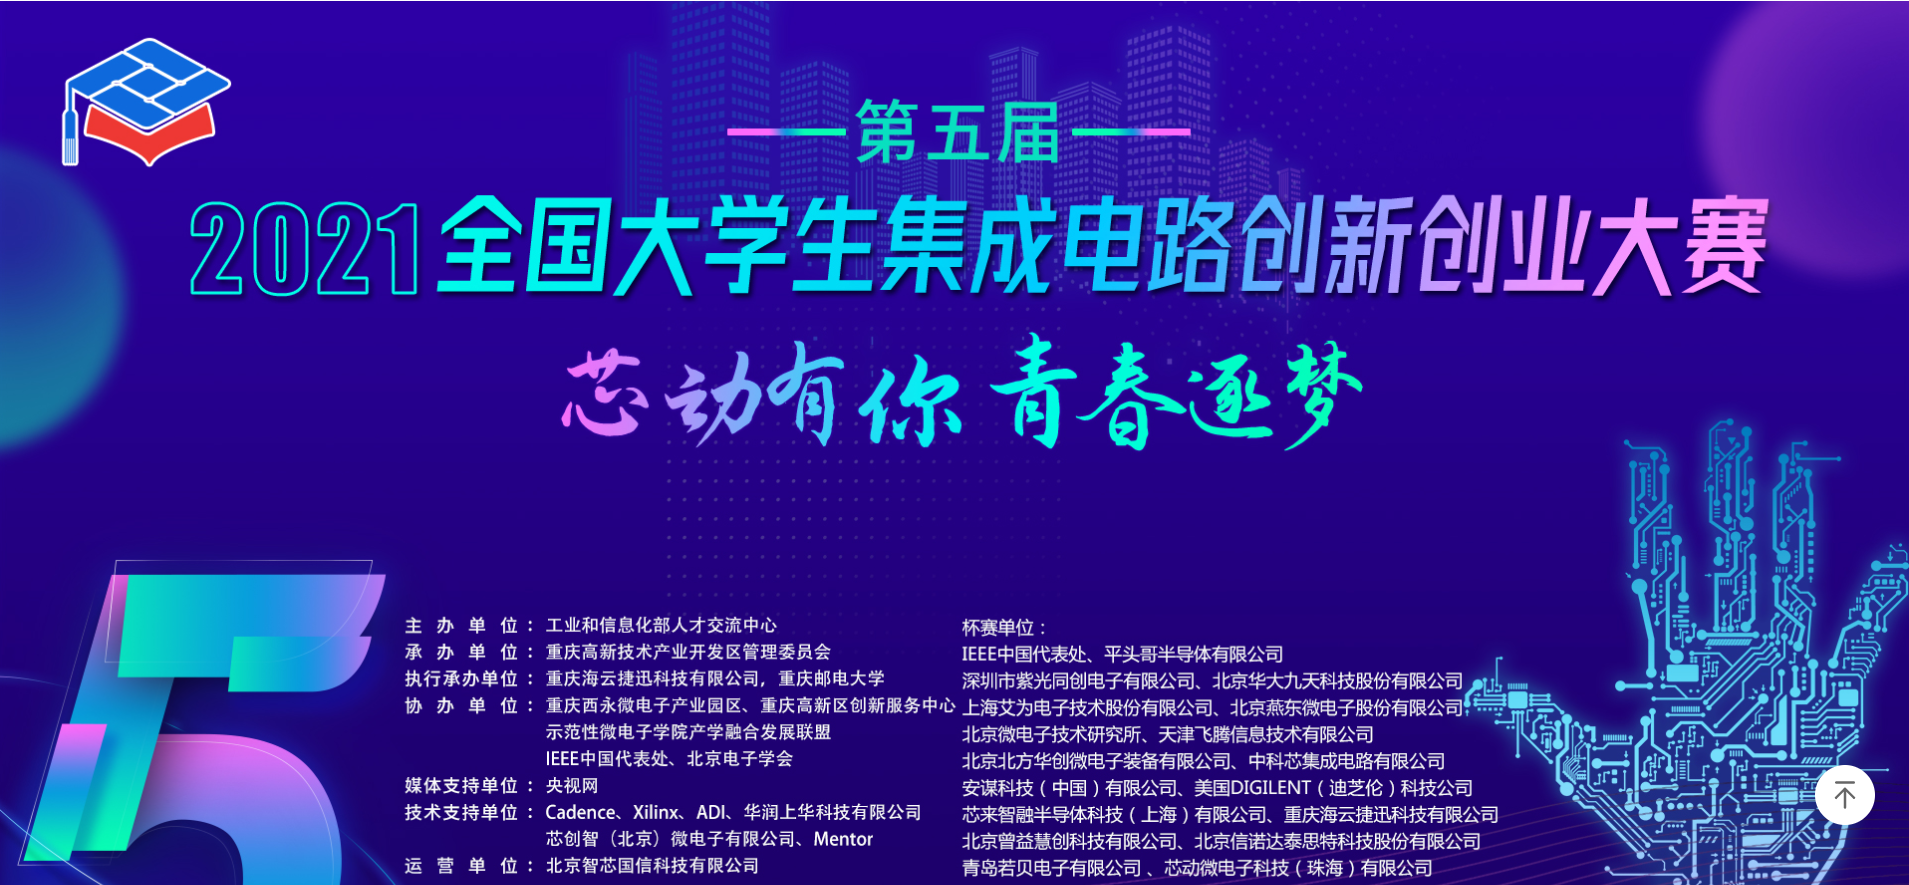 第五届
2021全国大学生集成电路创新创业大赛
芯动有你 青春逐梦
5
主办单位：工业和信息化部人才交流中心
承办单位：重庆高新技术产业开发区管理委员会
执行承办单位：重庆海云捷迅科技有限公司，重庆邮电大学
协办单位：重庆西永微电子产业园区、重庆高新区创新服务中心
示范性微电子学院产学融合发展联盟
IEEE中国代表处、北京电子学会
媒体支持单位：央视网
技术支持单位：Cadence、Xilinx、ADI、华润上华科技有限公司
芯创智（北京）微电子有限公司、Mentor
运营单位：北京智芯国信科技有限公司
杯赛单位：
IEEE中国代表处、平头哥半导体有限公司
深圳市紫光同创电子有限公司、北京华大九天科技股份有限公司
上海艾为电子技术股份有限公司、北京燕东微电子股份有限公司
北京微电子技术研究所、天津飞腾信息技术有限公司
北京北方华创微电子装备有限公司、中科芯集成电路有限公司
安谋科技（中国）有限公司、美国DIGILENT（迪芝伦）科技公司
芯来智融半导体科技（上海）有限公司、重庆海云捷迅科技有限公司
北京曾益慧创科技有限公司、北京信诺达泰思特科技股份有限公司
青岛若贝电子有限公司、芯动微电子科技（珠海）有限公司